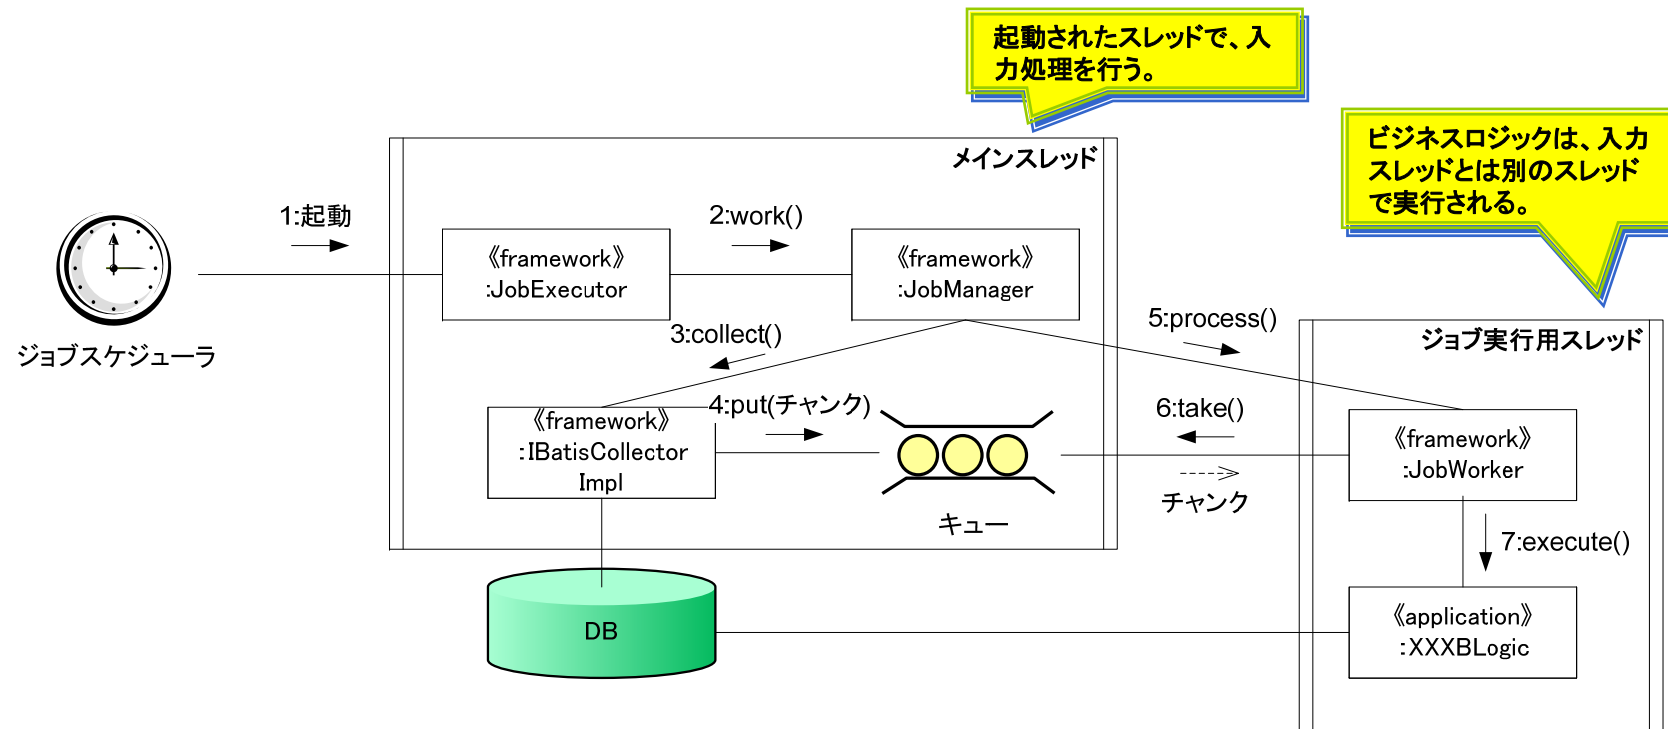 起動されたスレッドで、入
力処理を行う。
ビジネスロジックは、入力
スレッドとは別のスレッド
で実行される。
メインスレッド
1:起動
2:work()
《framework》
:JobExecutor
《framework》
:JobManager
ジョブスケジューラ
3:collect()
5:process()
ジョブ実行用スレッド
4:put(チャンク)
6:take()
《framework》
:IBatisCollector
Impl
《framework》
:JobWorker
チャンク
キュー
7:execute()
DB
《application》
:XXXBLogic